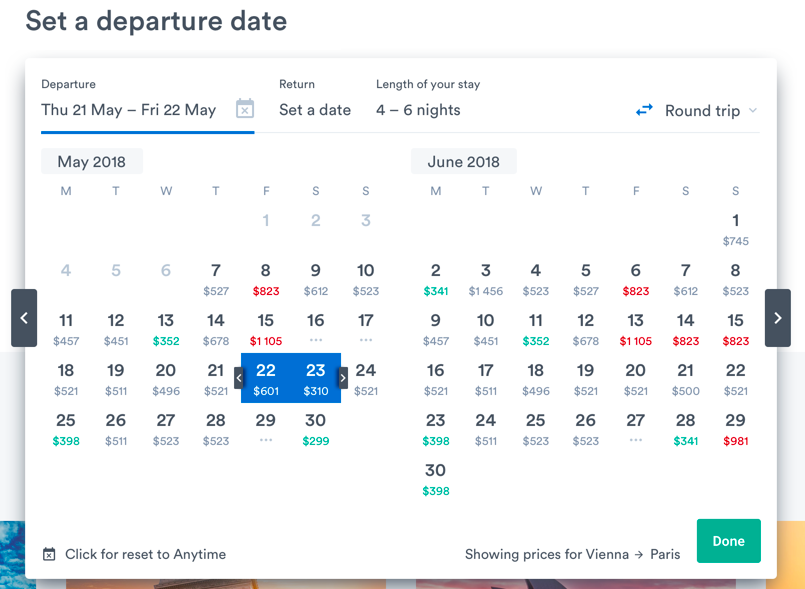 Set a departure date
Departure Return Length of your stay
Thu 21 May – Fri 22 May Set a date 4 – 6 nights Round trip
May 2018 June 2018
M T W T F S S M T W T F S S
1 2 3 1
$745
4 5 6 7 8 9 10 2 3 4 5 6 7 8
$527 $823 $612 $523 $341 $1 456 $523 $527 $823 $612 $523
11 12 13 14 15 16 17 9 10 11 12 13 14 15
$457 $451 $352 $678 $1 105 ... ... $457 $451 $352 $678 $1 105 $823 $823
18 19 20 21 22 23 24 16 17 18 19 20 21 22
$521 $511 $496 $521 $601 $310 $521 $521 $511 $496 $521 $521 $500 $521
25 26 27 28 29 30 23 24 25 26 27 28 29
$398 $511 $523 $523 ... $299 $398 $511 $523 $523 ... $341 $981
30
$398
Click for reset to Anytime Showing prices for Vienna → Paris Done